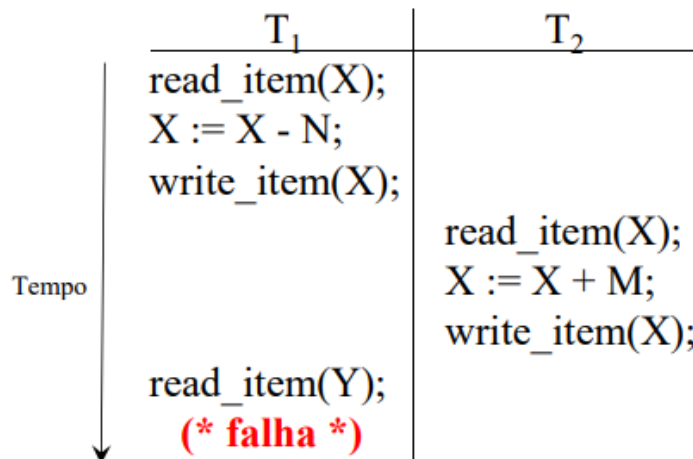 T1 T2
read_item(X);
X := X - N;
write_item(X);
read_item(X);
Tempo X := X + M;
write_item(X);
read_item(Y);
(* falha *)